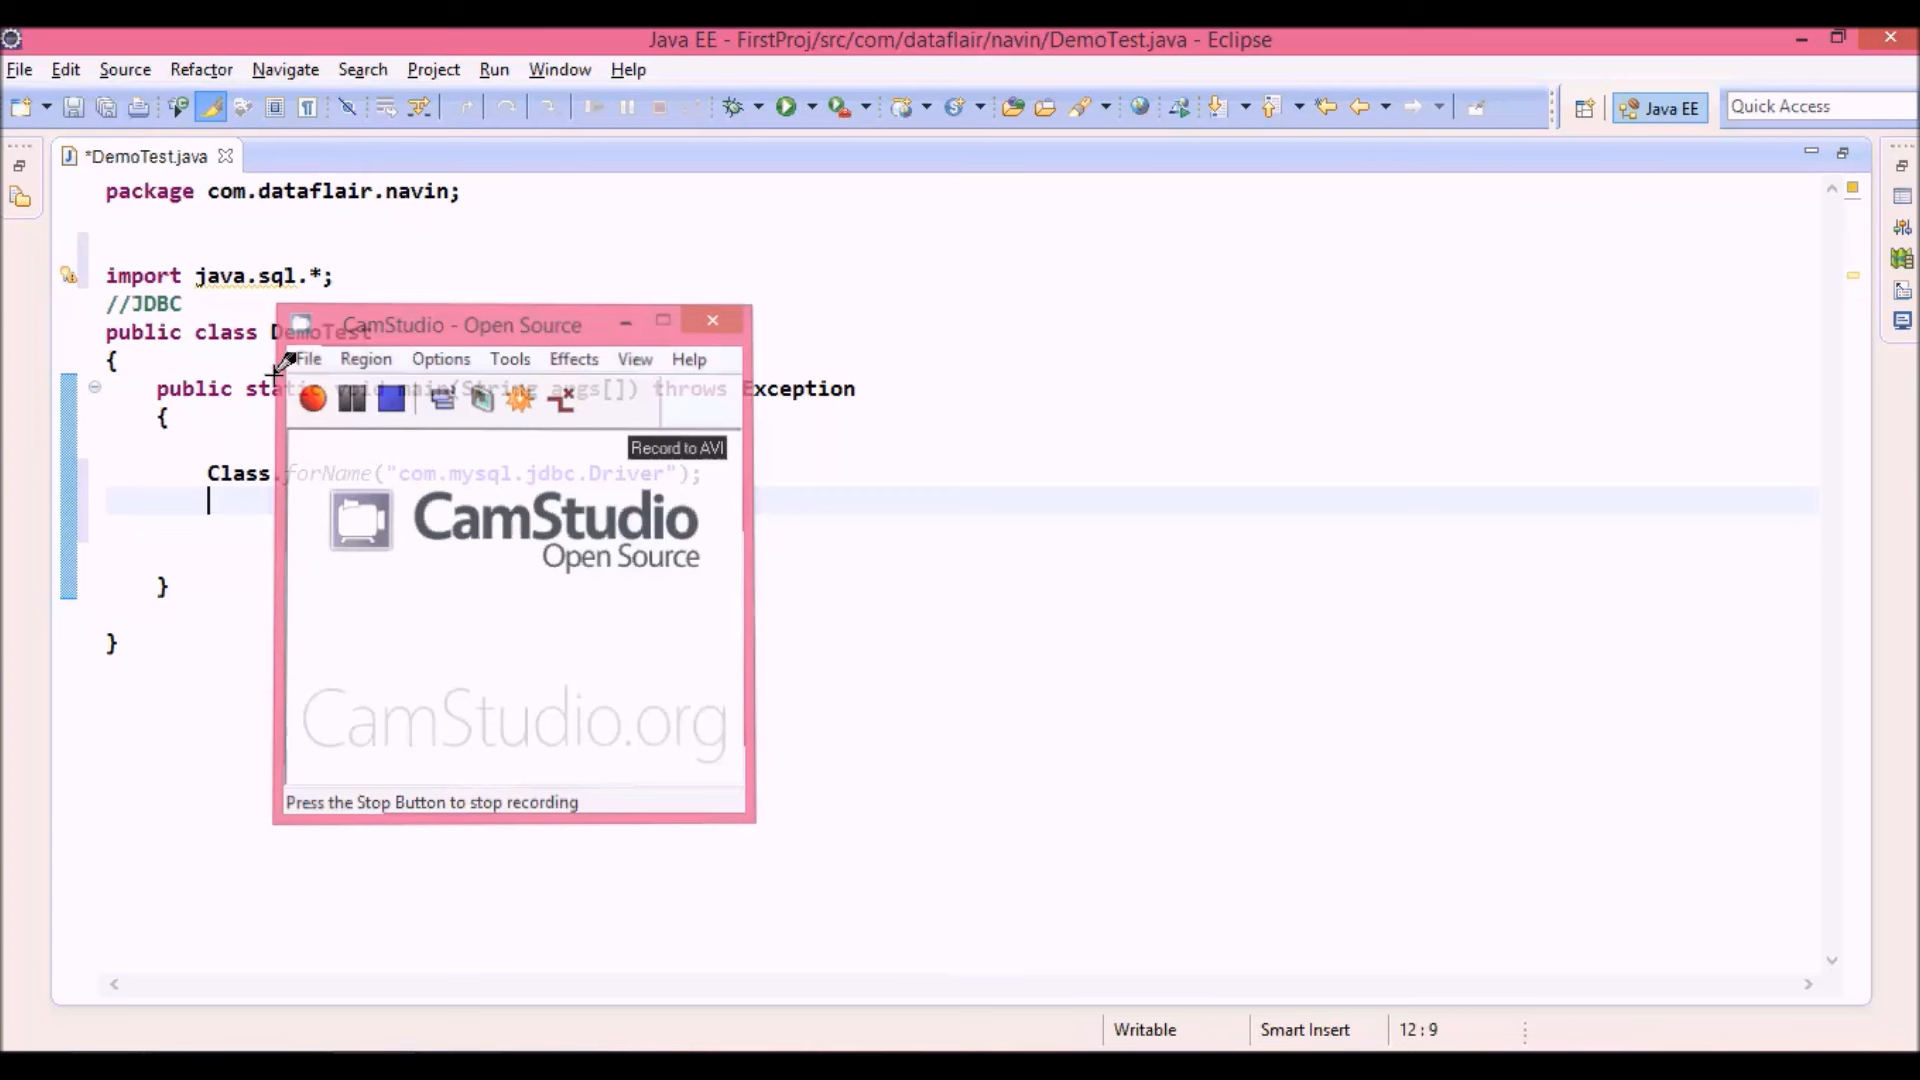 Java EE - FirstProj/src/com/dataflair/navin/DemoTest.java - Eclipse
File Edit Source Refactor Navigate Search Project Run Window Help
Java EE
Quick Access
*DemoTest.java
package com.dataflair.navin;
import java.sql.*;
//JDBC
public class DemoTest
{
public static void main(String args[]) throws Exception
{
Class.forName("com.mysql.jdbc.Driver");
}
}
CamStudio - Open Source
File Region Options Tools Effects View Help
Record to AVI
CamStudio
Open Source
CamStudio.org
Press the Stop Button to stop recording
Writable
Smart Insert
12 : 9